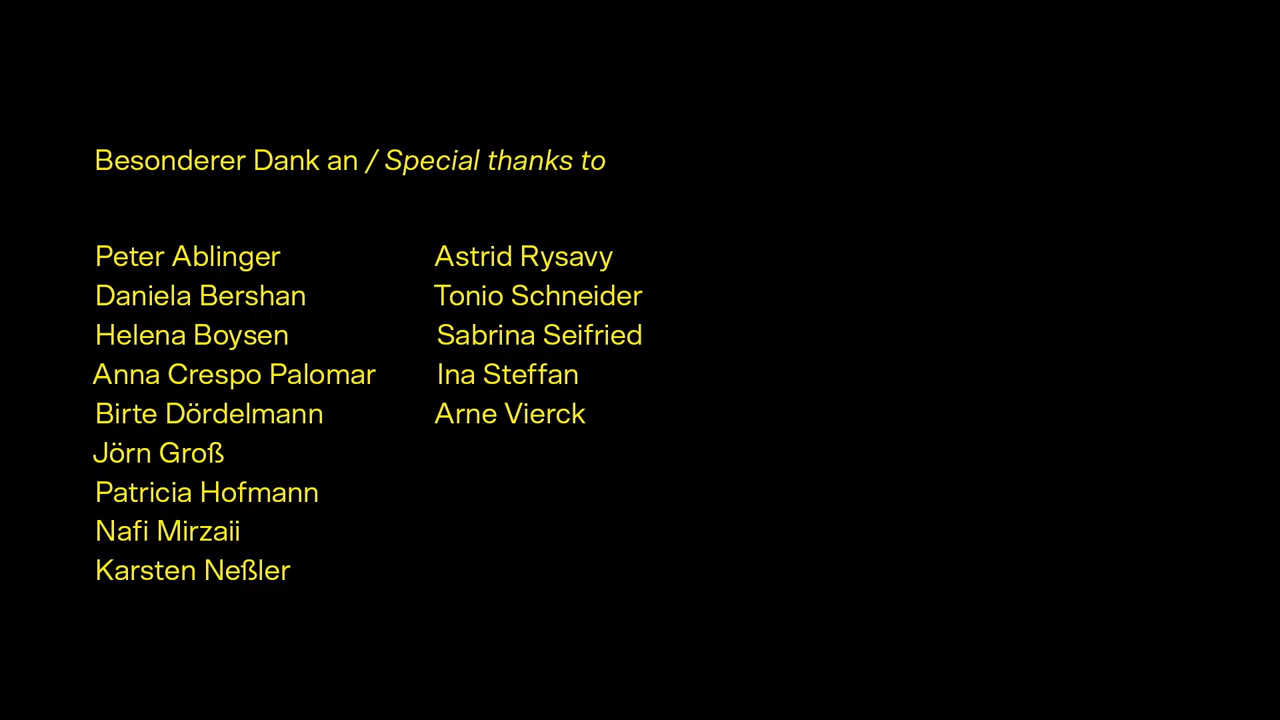 Besonderer Dank an / Special thanks to
Peter Ablinger
Daniela Bershan
Helena Boysen
Anna Crespo Palomar
Birte Dördelmann
Jörn Groß
Patricia Hofmann
Nafi Mirzaii
Karsten Neßler
Astrid Rysavy
Tonio Schneider
Sabrina Seifried
Ina Steffan
Arne Vierck